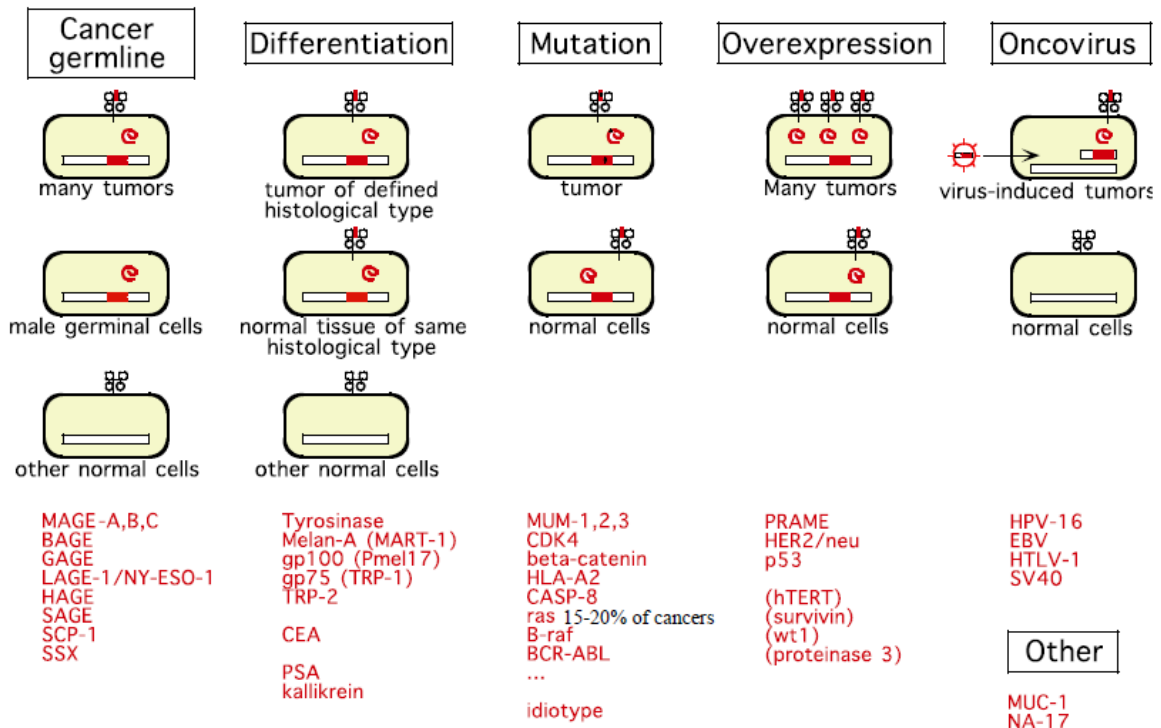 Cancer
germline
Differentiation
Mutation
Overexpression
Oncovirus
many tumors
tumor of defined
histological type
tumor
Many tumors
virus-induced tumors
male germinal cells
normal tissue of same
histological type
normal cells
normal cells
normal cells
other normal cells
other normal cells
MAGE-A,B,C
BAGE
GAGE
LAGE-1/NY-ESO-1
HAGE
SAGE
SCP-1
SSX
Tyrosinase
Melan-A (MART-1)
gp100 (Pmel17)
gp75 (TRP-1)
TRP-2
CEA
PSA
kallikrein
MUM-1,2,3
CDK4
beta-catenin
HLA-A2
CASP-8
ras 15-20% of cancers
B-raf
BCR-ABL
...
idiotype
PRAME
HER2/neu
p53
(hTERT)
(survivin)
(wt1)
(proteinase 3)
HPV-16
EBV
HTLV-1
SV40
Other
MUC-1
NA-17